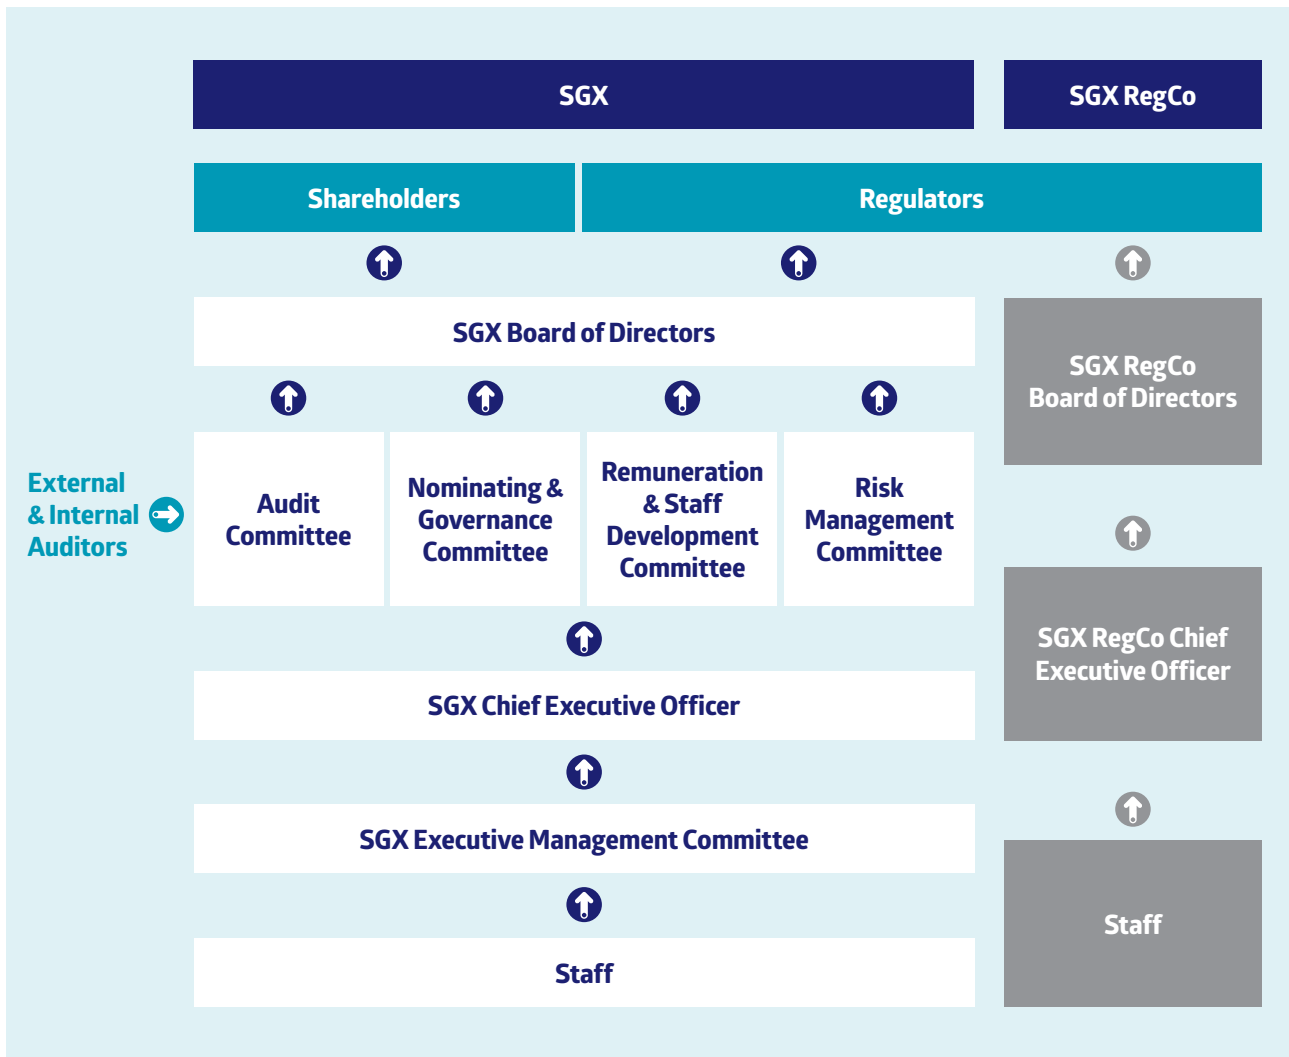 SGX
SGX RegCo
Shareholders
Regulators
SGX Board of Directors
SGX RegCo
Board of Directors
External
& Internal
Auditors
Audit
Committee
Nominating &
Governance
Committee
Remuneration
& Staff
Development
Committee
Risk
Management
Committee
SGX Chief Executive Officer
SGX RegCo Chief
Executive Officer
SGX Executive Management Committee
Staff
Staff